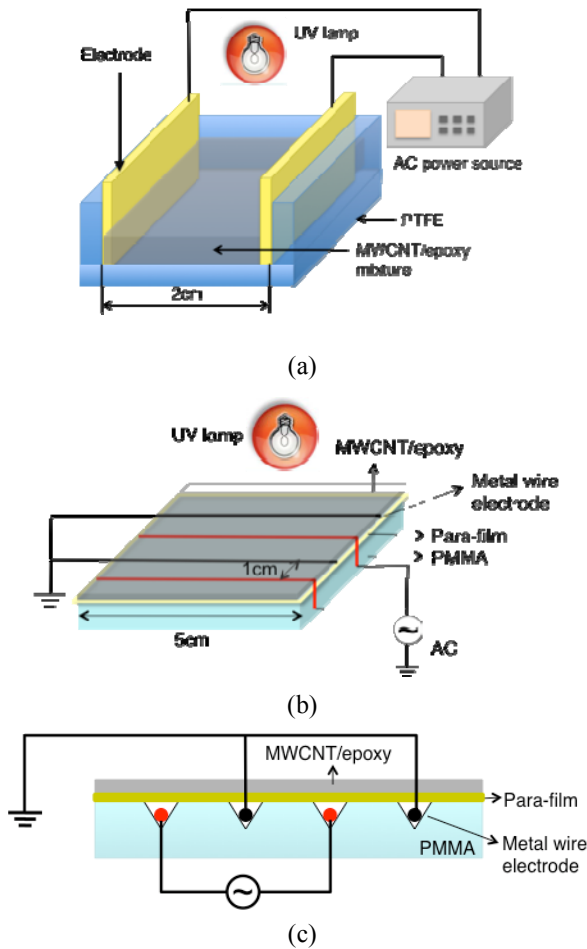 UV lamp
Electrode
AC power source
PTFE
MWCNT/epoxy
mixture
2cm
(a)
UV lamp
MWCNT/epoxy
Metal wire
electrode
Para-film
PMMA
1cm
5cm
AC
(b)
MWCNT/epoxy
Para-film
Metal wire
electrode
PMMA
(c)